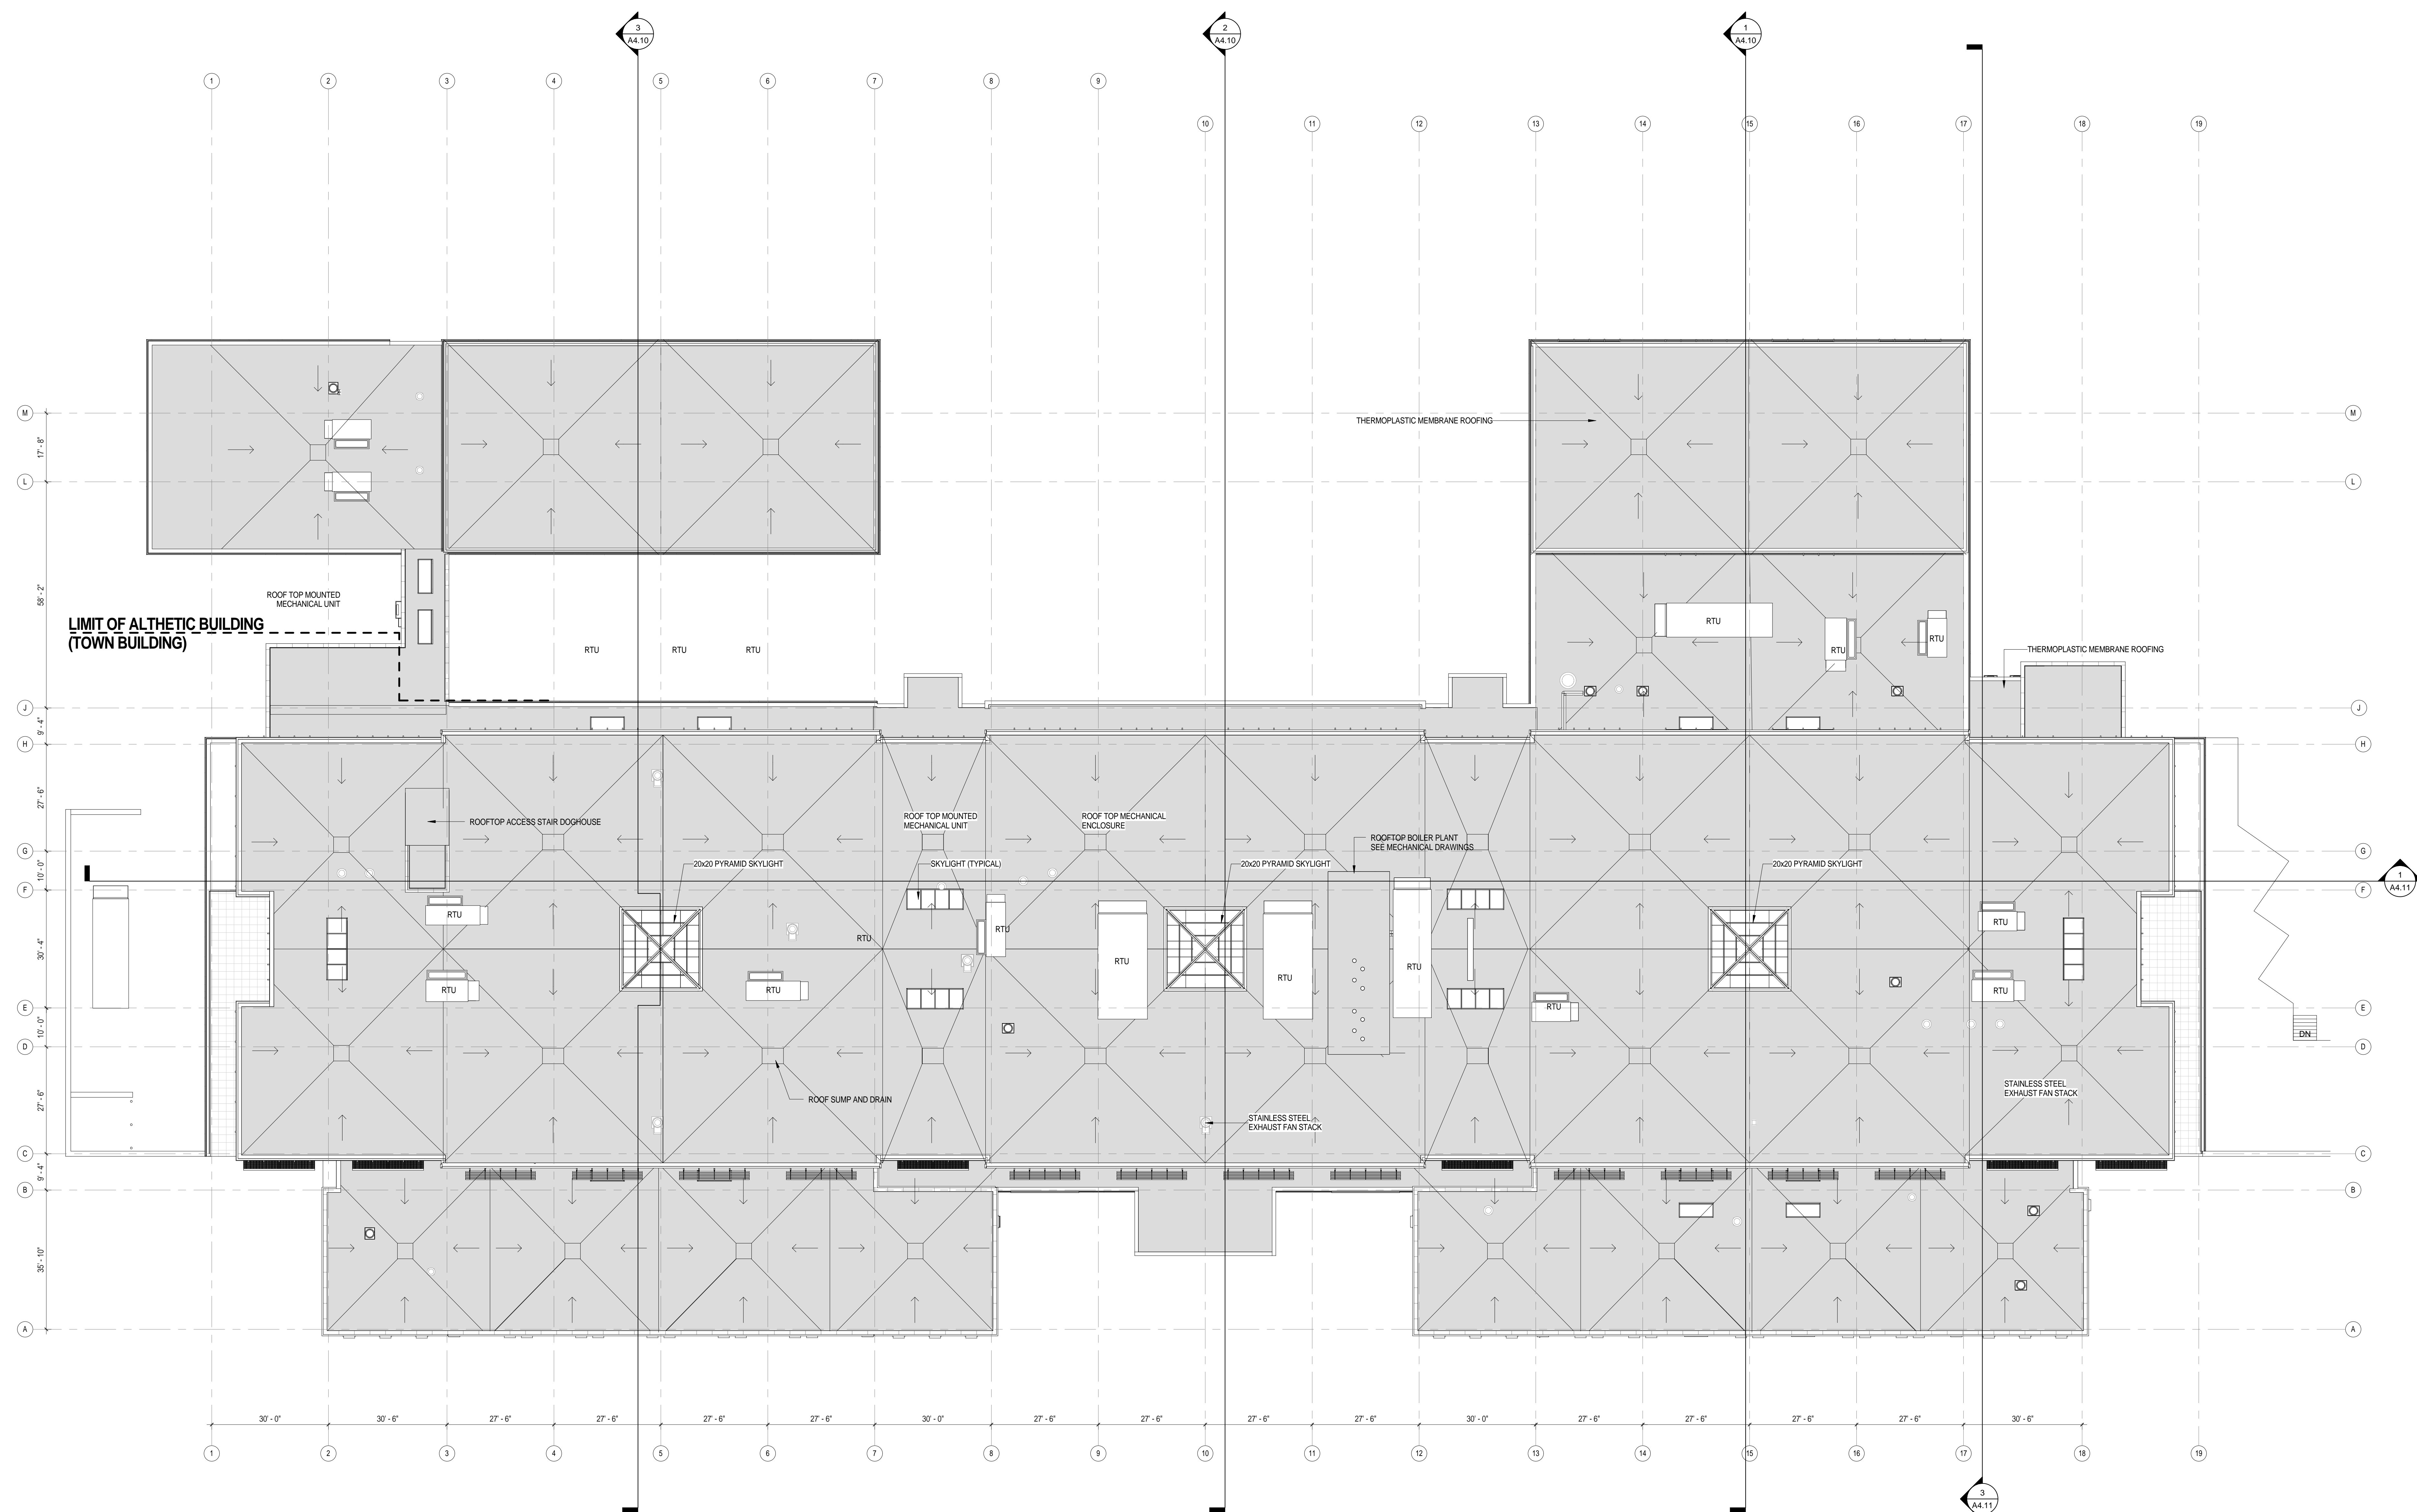 3
A4.10
2
A4.10
1
A4.10
1
2
3
4
5
6
7
8
9
10
11
12
13
14
15
16
17
18
19
M
M
17' - 8"
THERMOPLASTIC MEMBRANE ROOFING
L
L
58' - 2"
ROOF TOP MOUNTED
MECHANICAL UNIT
LIMIT OF ALTHETIC BUILDING
(TOWN BUILDING)
RTU
RTU
RTU
RTU
RTU
RTU
THERMOPLASTIC MEMBRANE ROOFING
J
J
9' - 4"
H
H
27' - 6"
ROOFTOP ACCESS STAIR DOGHOUSE
ROOF TOP MOUNTED
MECHANICAL UNIT
ROOF TOP MECHANICAL
ENCLOSURE
ROOFTOP BOILER PLANT
SEE MECHANICAL DRAWINGS
G
G
10' - 0"
20x20 PYRAMID SKYLIGHT
SKYLIGHT (TYPICAL)
20x20 PYRAMID SKYLIGHT
20x20 PYRAMID SKYLIGHT
1
A4.11
F
F
30' - 4"
RTU
RTU
RTU
RTU
RTU
RTU
RTU
RTU
RTU
RTU
RTU
RTU
E
E
10' - 0"
DN
D
D
27' - 6"
ROOF SUMP AND DRAIN
STAINLESS STEEL
EXHAUST FAN STACK
STAINLESS STEEL
EXHAUST FAN STACK
C
C
9' - 4"
B
B
35' - 10"
A
A
30' - 0"
30' - 6"
27' - 6"
27' - 6"
27' - 6"
27' - 6"
30' - 0"
27' - 6"
27' - 6"
27' - 6"
27' - 6"
30' - 0"
27' - 6"
27' - 6"
27' - 6"
27' - 6"
30' - 6"
1
2
3
4
5
6
7
8
9
10
11
12
13
14
15
16
17
18
19
3
A4.11